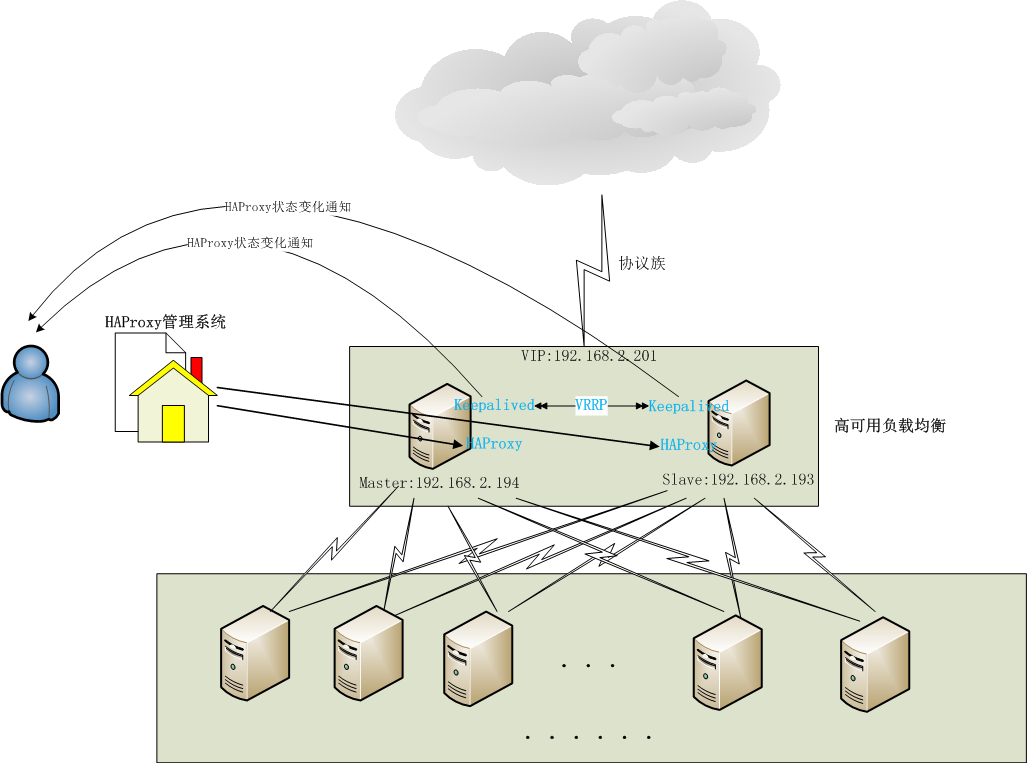 HAProxy状态变化通知
HAProxy状态变化通知
协议族
HAProxy管理系统
VIP:192.168.2.201
Keepalived
VRRP
Keepalived
高可用负载均衡
HAProxy
HAProxy
Master:192.168.2.194
Slave:192.168.2.193
. . .
. . . . . .